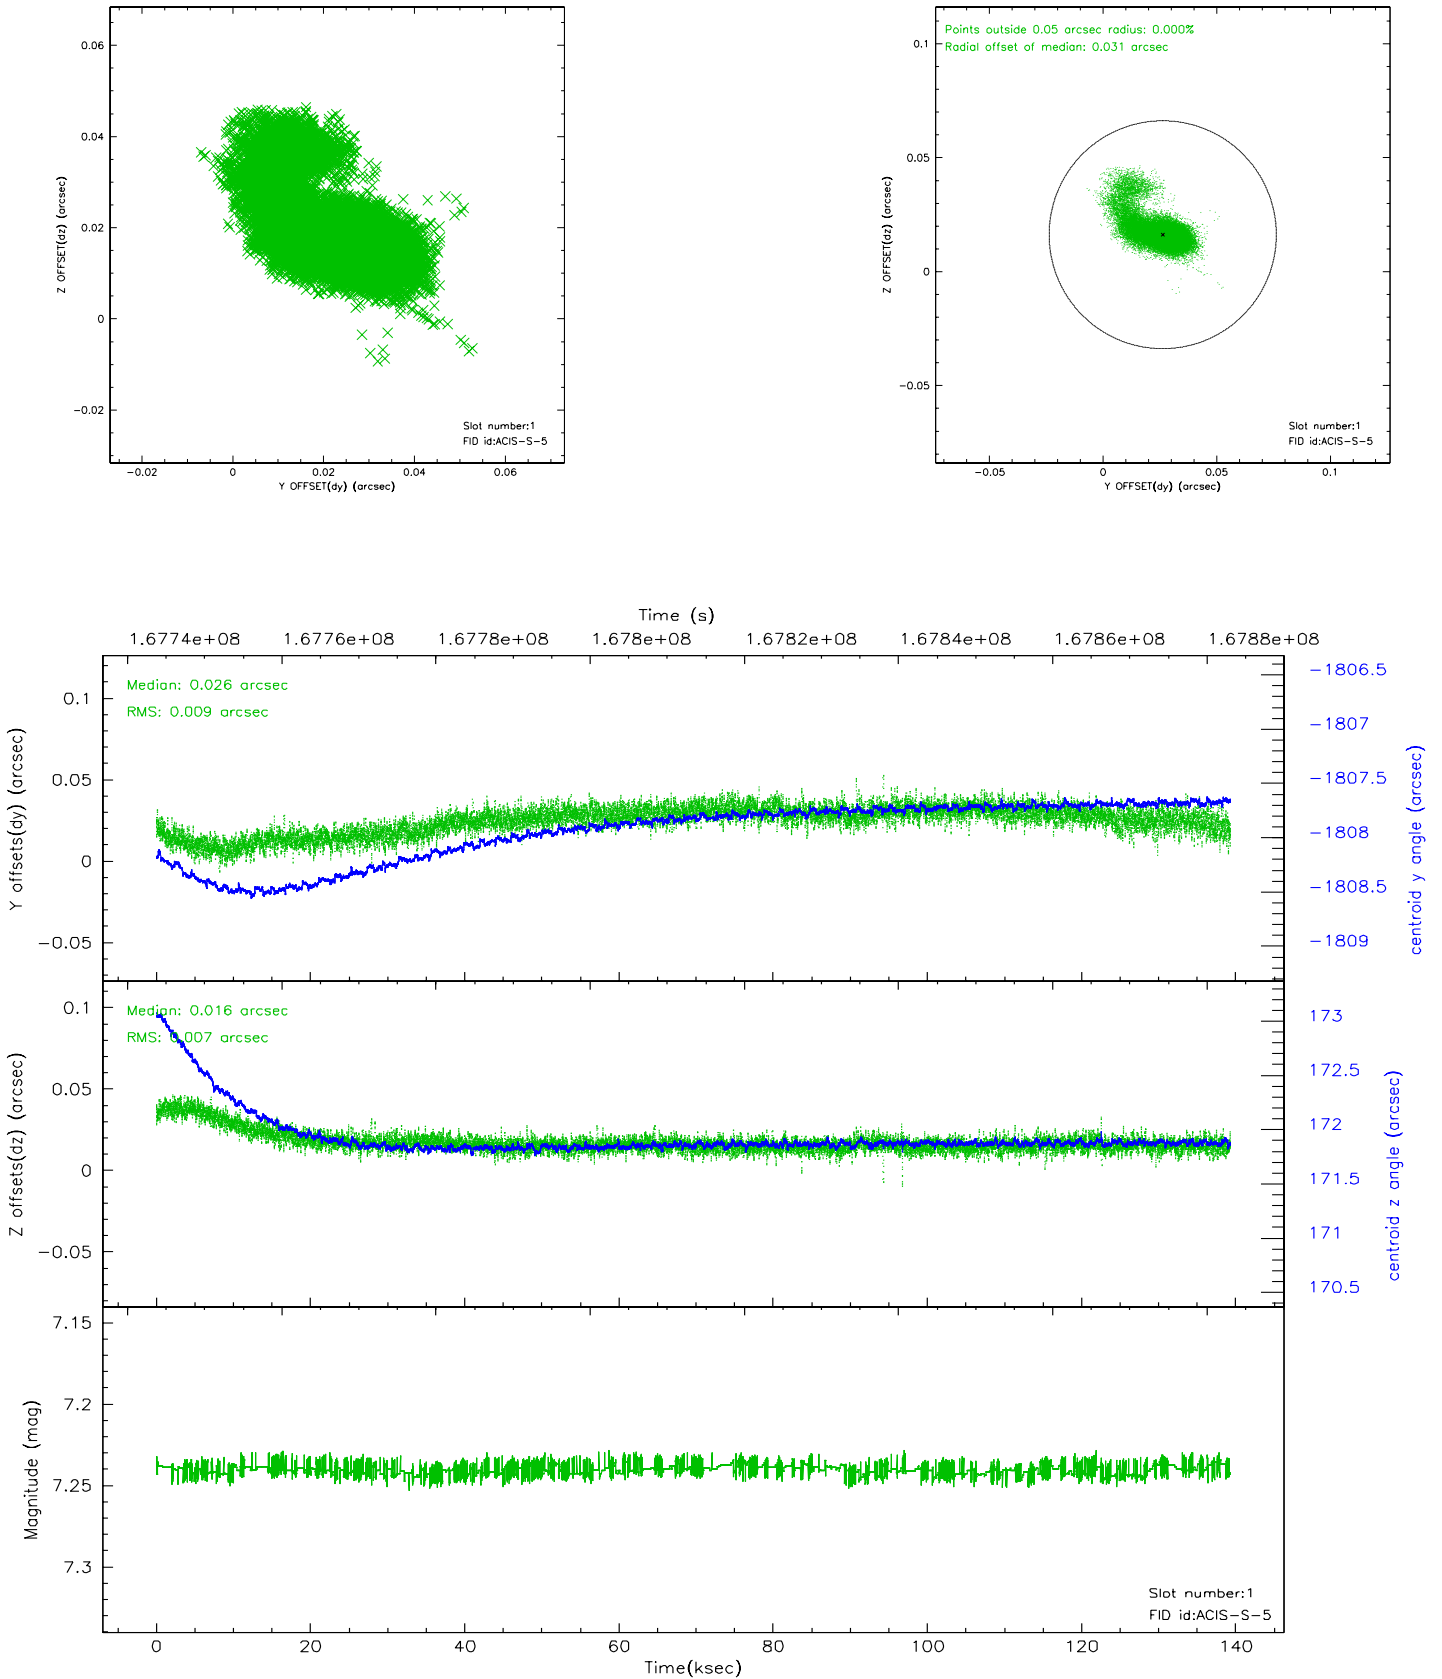 0.06
0.04
0.02
0
−0.02
Z OFFSET(dz) (arcsec)
−0.02 0 0.02 0.04 0.06
Y OFFSET(dy) (arcsec)
Slot number:1
FID id:ACIS−S−5
Points outside 0.05 arcsec radius: 0.000%
Radial offset of median: 0.031 arcsec
0.1
0.05
0
−0.05
Z OFFSET(dz) (arcsec)
−0.05 0 0.05 0.1
Y OFFSET(dy) (arcsec)
Slot number:1
FID id:ACIS−S−5
Time (s)
1.6774e+08 1.6776e+08 1.6778e+08 1.678e+08 1.6782e+08 1.6784e+08 1.6786e+08 1.6788e+08
Median: 0.026 arcsec
RMS: 0.009 arcsec
0.1
0.05
0
−0.05
Y offsets(dy) (arcsec)
−1806.5
−1807
−1807.5
−1808
−1808.5
−1809
centroid y angle (arcsec)
Median: 0.016 arcsec
RMS: 0.007 arcsec
0.1
0.05
0
−0.05
Z offsets(dz) (arcsec)
173
172.5
172
171.5
171
170.5
centroid z angle (arcsec)
7.15
7.2
7.25
7.3
Magnitude (mag)
Slot number:1
FID id:ACIS−S−5
0 20 40 60 80 100 120 140
Time(ksec)